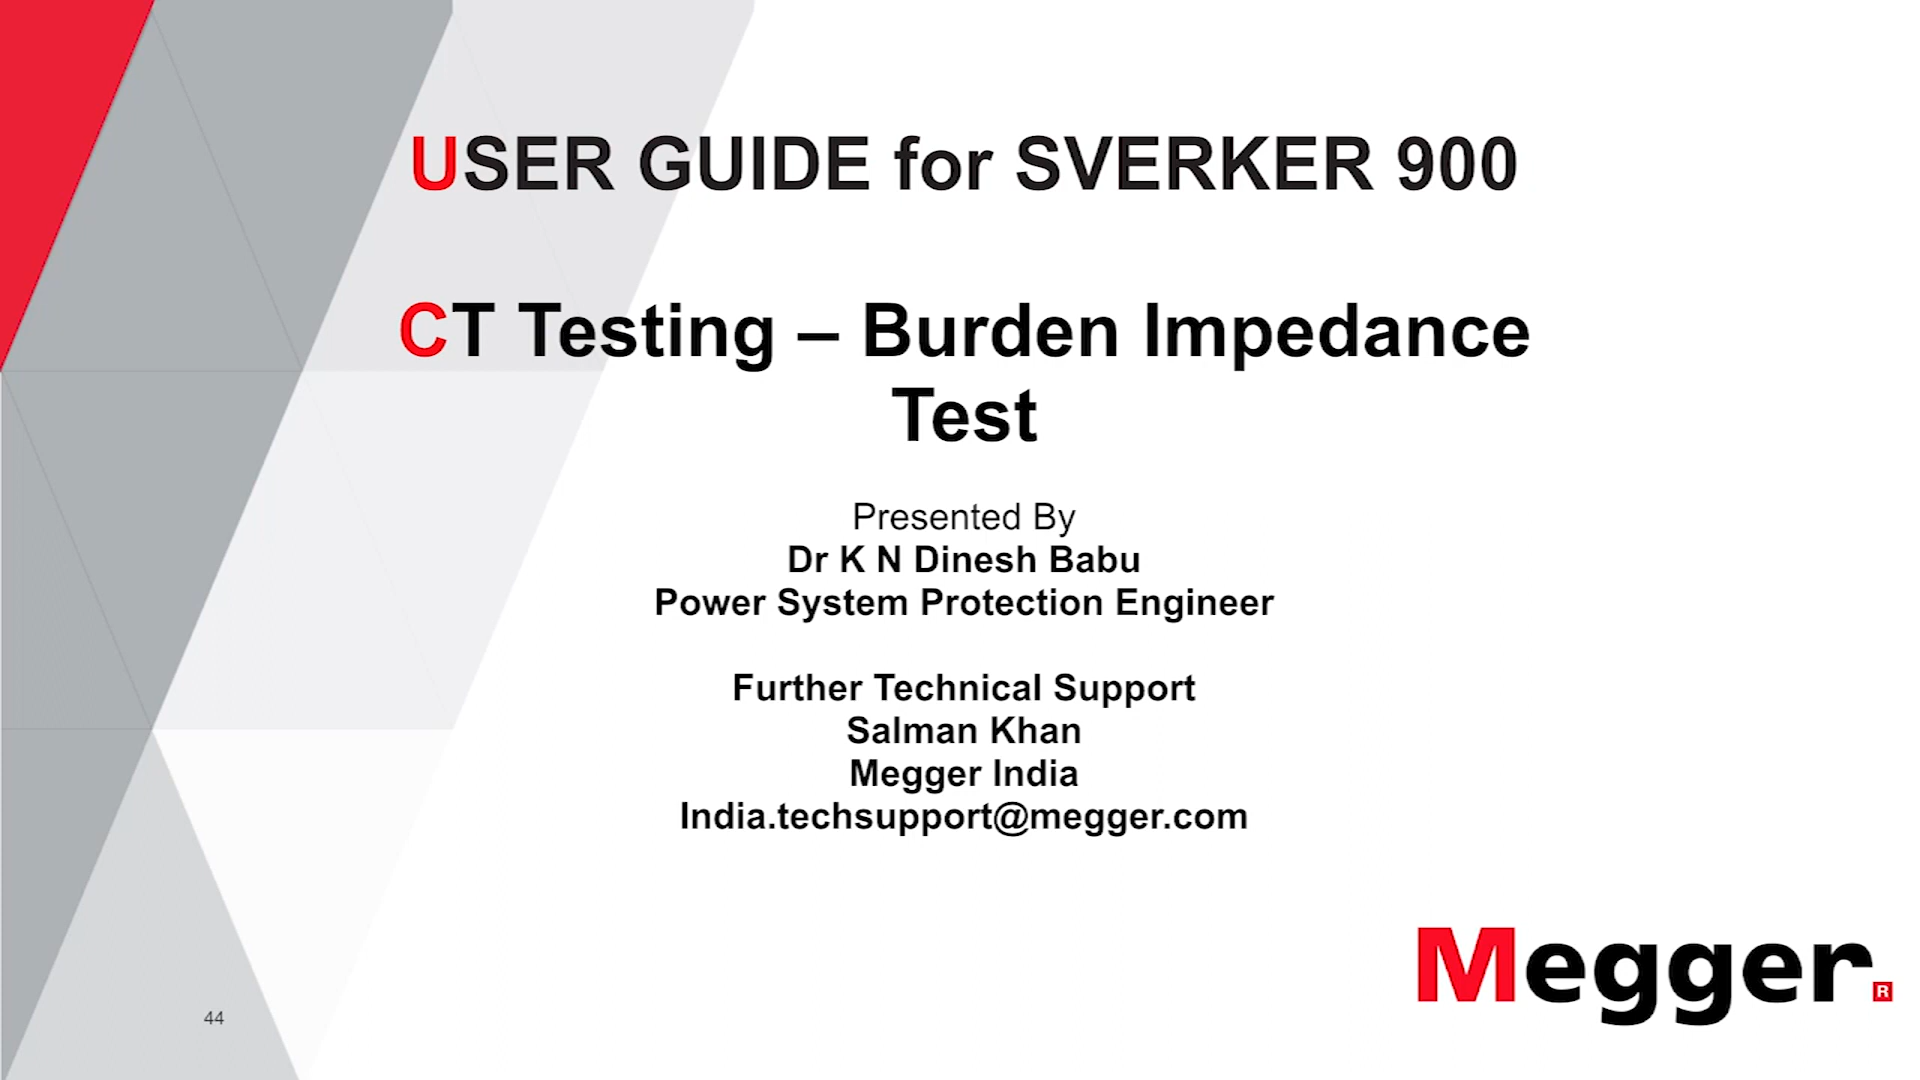 USER GUIDE for SVERKER 900
CT Testing – Burden Impedance
Test
Presented By
Dr K N Dinesh Babu
Power System Protection Engineer
Further Technical Support
Salman Khan
Megger India
India.techsupport@megger.com
Megger®
44